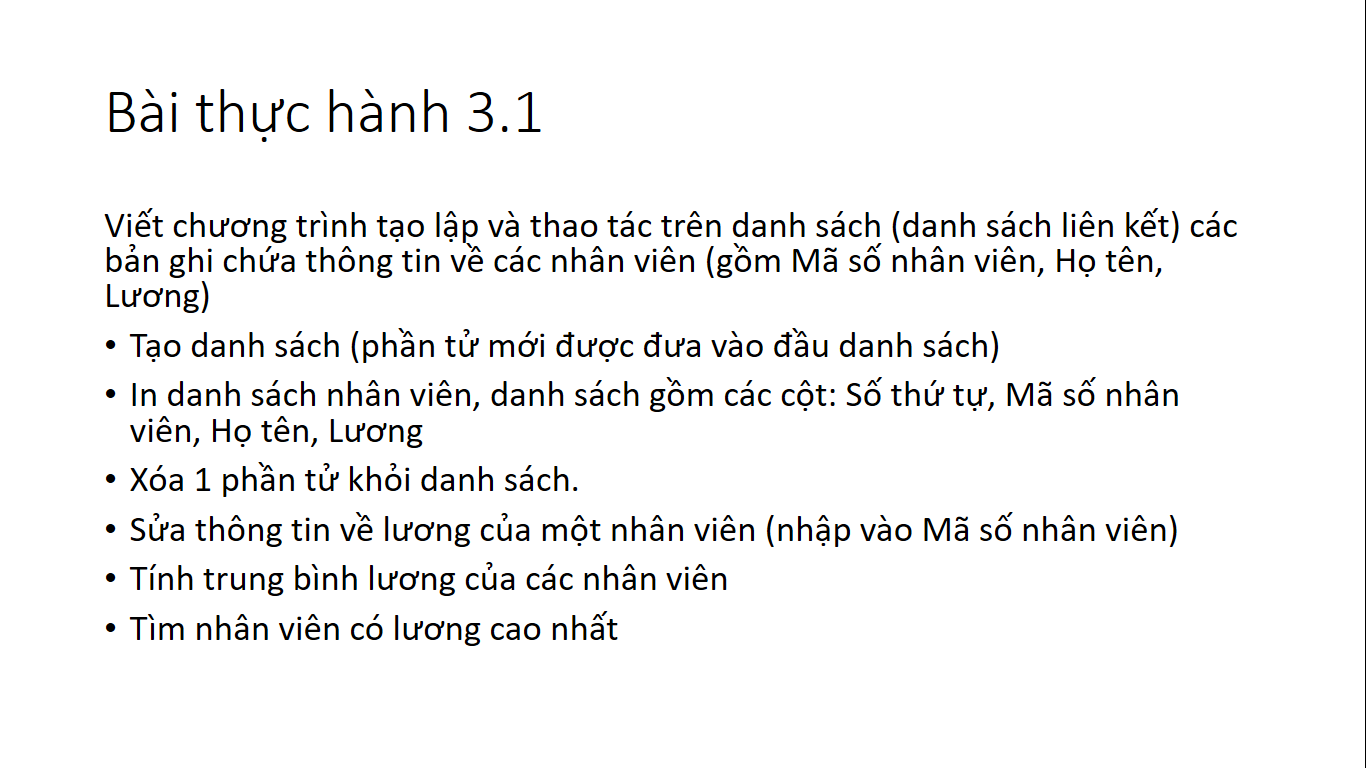 Bài thực hành 3.1
Viết chương trình tạo lập và thao tác trên danh sách (danh sách liên kết) các
bản ghi chứa thông tin về các nhân viên (gồm Mã số nhân viên, Họ tên,
Lương)
• Tạo danh sách (phần tử mới được đưa vào đầu danh sách)
• In danh sách nhân viên, danh sách gồm các cột: Số thứ tự, Mã số nhân
viên, Họ tên, Lương
• Xóa 1 phần tử khỏi danh sách.
• Sửa thông tin về lương của một nhân viên (nhập vào Mã số nhân viên)
• Tính trung bình lương của các nhân viên
• Tìm nhân viên có lương cao nhất